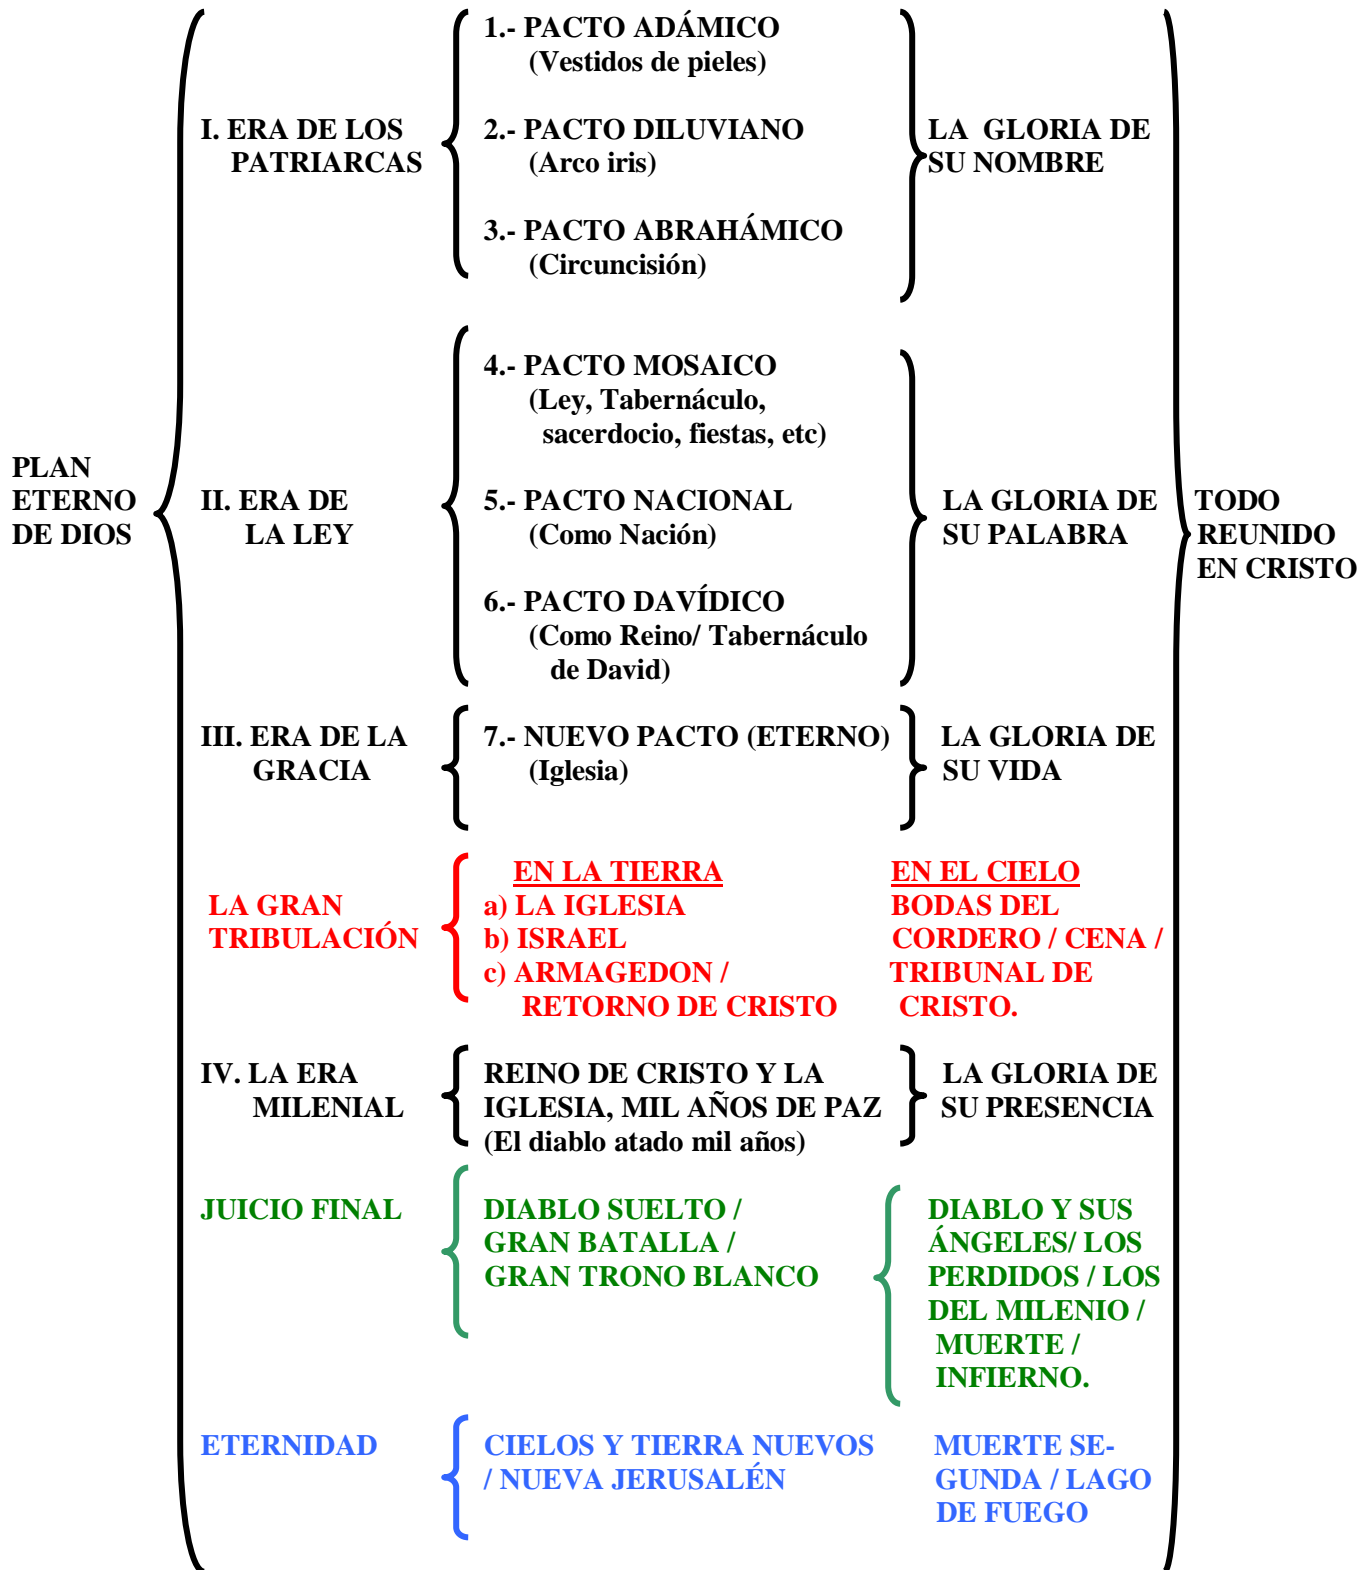 PLAN
ETERNO
DE DIOS
I. ERA DE LOS
PATRIARCAS
1.- PACTO ADÁMICO
(Vestidos de pieles)
2.- PACTO DILUVIANO
(Arco iris)
3.- PACTO ABRAHÁMICO
(Circuncisión)
LA GLORIA DE
SU NOMBRE
II. ERA DE
LA LEY
4.- PACTO MOSAICO
(Ley, Tabernáculo,
sacerdocio, fiestas, etc)
5.- PACTO NACIONAL
(Como Nación)
6.- PACTO DAVÍDICO
(Como Reino/ Tabernáculo
de David)
LA GLORIA DE
SU PALABRA
III. ERA DE LA
GRACIA
7.- NUEVO PACTO (ETERNO)
(Iglesia)
LA GLORIA DE
SU VIDA
LA GRAN
TRIBULACIÓN
EN LA TIERRA
a) LA IGLESIA
b) ISRAEL
c) ARMAGEDON /
RETORNO DE CRISTO
EN EL CIELO
BODAS DEL
CORDERO / CENA /
TRIBUNAL DE
CRISTO.
IV. LA ERA
MILENIAL
REINO DE CRISTO Y LA
IGLESIA, MIL AÑOS DE PAZ
(El diablo atado mil años)
LA GLORIA DE
SU PRESENCIA
JUICIO FINAL
DIABLO SUELTO /
GRAN BATALLA /
GRAN TRONO BLANCO
DIABLO Y SUS
ÁNGELES/ LOS
PERDIDOS / LOS
DEL MILENIO /
MUERTE /
INFIERNO.
ETERNIDAD
CIELOS Y TIERRA NUEVOS
/ NUEVA JERUSALÉN
MUERTE SE-
GUNDA / LAGO
DE FUEGO
TODO
REUNIDO
EN CRISTO